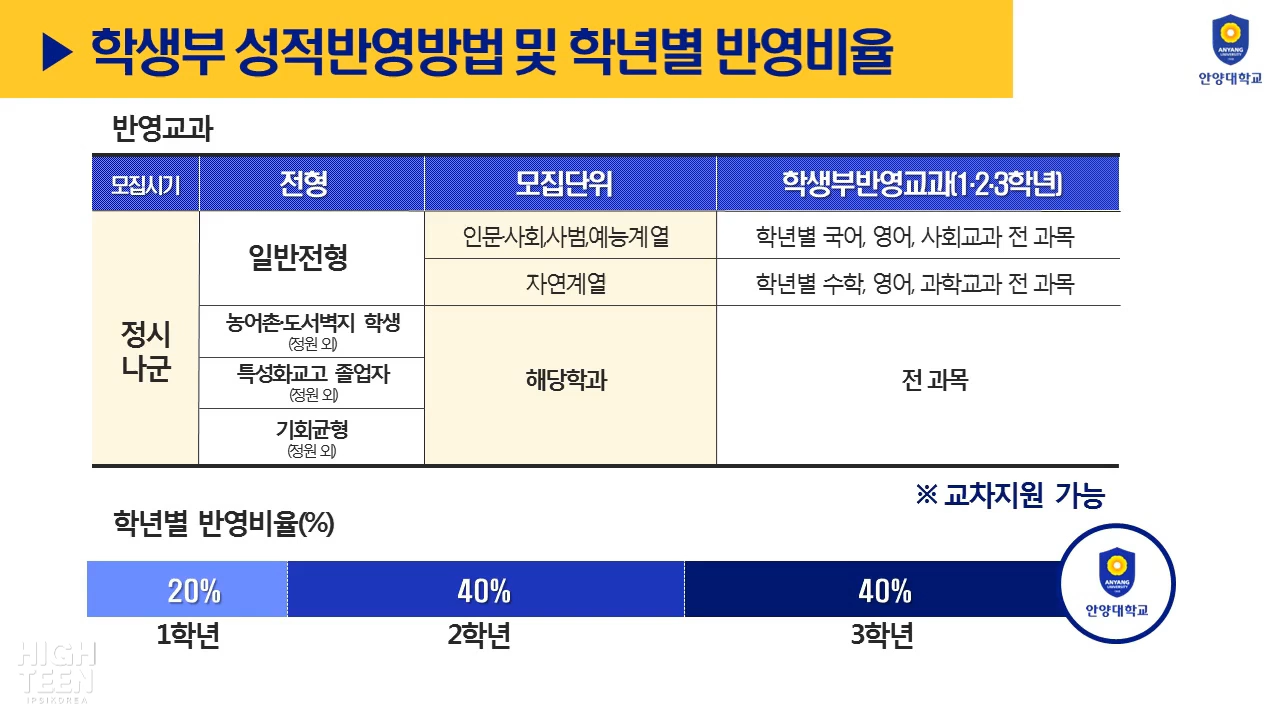 ▶ 학생부 성적반영방법 및 학년별 반영비율
ANYANG
UNIVERSITY
안양대학교
반영교과
모집시기 전형 모집단위 학생부반영교과(1·2·3학년)
정시
나군
일반전형
인문·사회,사범,예능계열 학년별 국어, 영어, 사회교과 전 과목
자연계열 학년별 수학, 영어, 과학교과 전 과목
농어촌·도서벽지 학생
(정원 외)
특성화교고 졸업자
(정원 외)
기회균형
(정원 외)
해당학과
전 과목
※ 교차지원 가능
학년별 반영비율(%)
20% 40% 40%
1학년 2학년 3학년
ANYANG
UNIVERSITY
안양대학교
HIGH
TEEN
IPSIKOREA